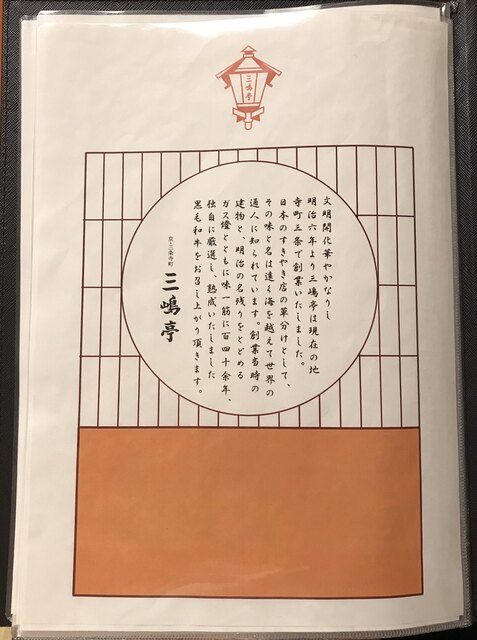 三嶋亭
文明開化華やかなりし
明治六年より三嶋亭は現在の地
寺町三条で創業いたしました。
日本のすきやき店の草分けとして、
その味と名は遠く海を越えて世界の
通人に知られています。創業当時の
建物と、明治の名残りをとどめる
ガス燈とともに味一筋に百四十余年、
独自に厳選し、熟成いたしました
黒毛和牛をお召し上がり頂きます。
京・三条寺町
三嶋亭